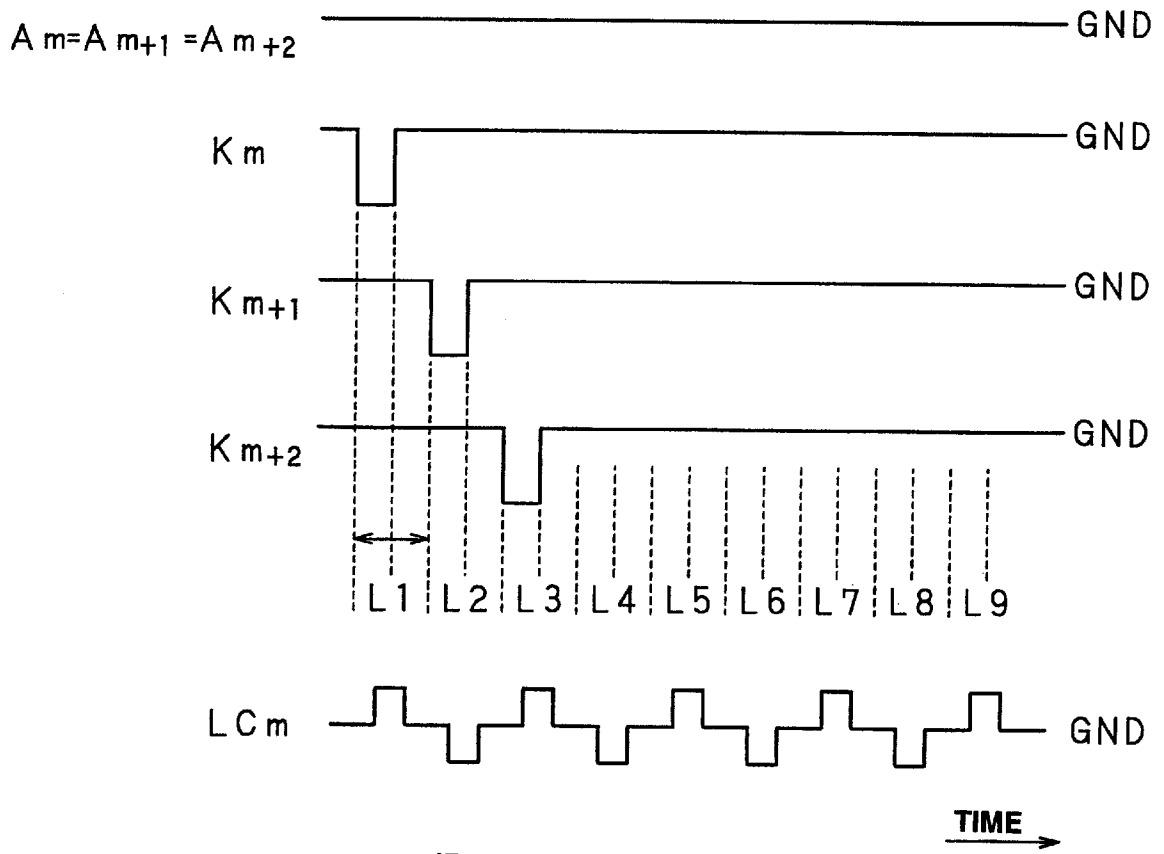 Am=Am+1=Am+2 GND
Km GND
Km+1 GND
Km+2 GND
L1 L2 L3 L4 L5 L6 L7 L8 L9
LCm GND
TIME